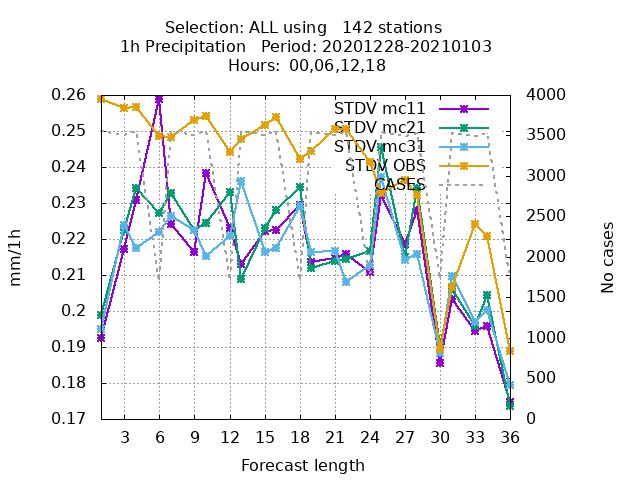 Selection: ALL using   142 stations
1h Precipitation   Period: 20201228-20210103
Hours:  00,06,12,18
0.26
0.25
0.24
0.23
0.22
0.21
0.2
0.19
0.18
0.17
4000
3500
3000
2500
2000
1500
1000
500
0
STDV mc11
STDV mc21
STDV mc31
STDV OBS
CASES
mm/1h
No cases
3 6 9 12 15 18 21 24 27 30 33 36
Forecast length